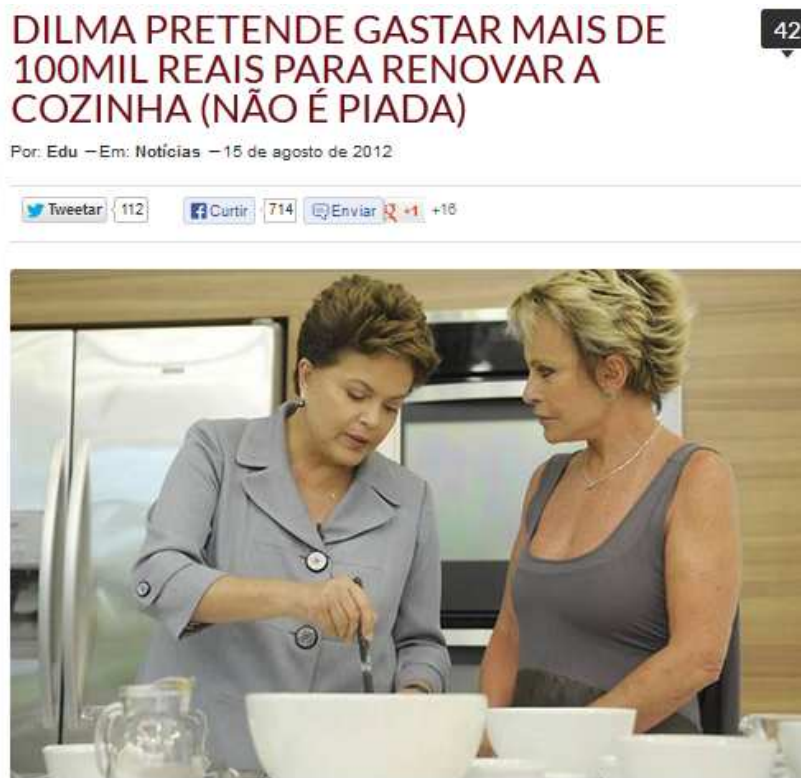 DILMA PRETENDE GASTAR MAIS DE
100MIL REAIS PARA RENOVAR A
COZINHA (NÃO É PIADA)
42
Por: Edu — Em: Notícias — 15 de agosto de 2012
Tweetar 112 Curtir 714 Enviar +1 +16